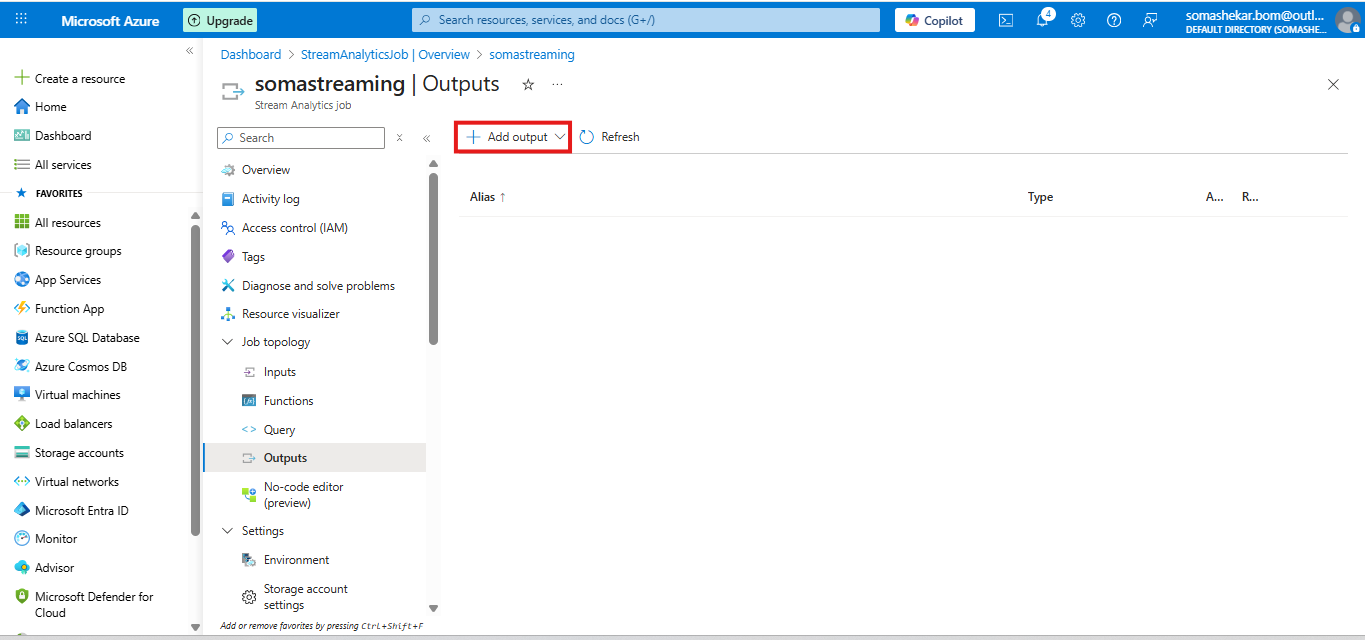 Microsoft Azure
Upgrade
Search resources, services, and docs (G+/)
Copilot
4
somashekar.bom@outl...
DEFAULT DIRECTORY (SOMASHE...
Create a resource
Home
Dashboard
All services
FAVORITES
All resources
Resource groups
App Services
Function App
Azure SQL Database
Azure Cosmos DB
Virtual machines
Load balancers
Storage accounts
Virtual networks
Microsoft Entra ID
Monitor
Advisor
Microsoft Defender for
Cloud
Dashboard > StreamAnalyticsJob | Overview > somastreaming
somastreaming | Outputs
Stream Analytics job
Search
Overview
Activity log
Access control (IAM)
Tags
Diagnose and solve problems
Resource visualizer
Job topology
Inputs
Functions
Query
Outputs
No-code editor
(preview)
Settings
Environment
Storage account
settings
Add or remove favorites by pressing Ctrl+Shift+F
Add output
Refresh
Alias ↑
Type
A...
R...